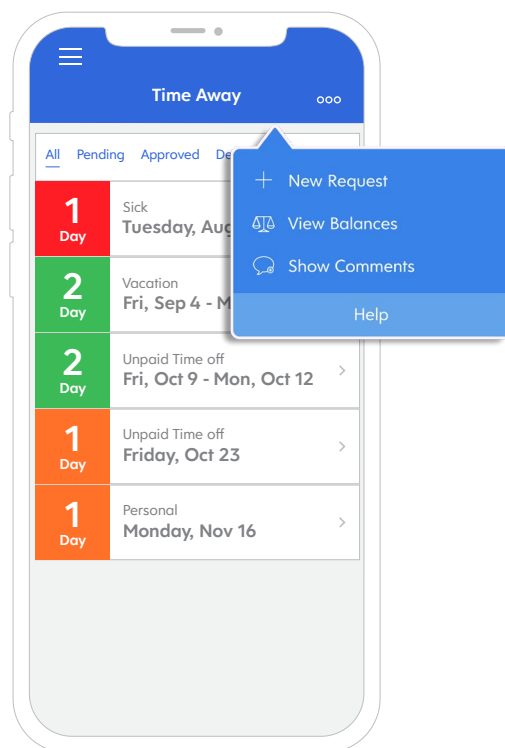 Time Away
All Pending Approved
New Request
View Balances
Show Comments
Help
1
Day
Sick
Tuesday,
2
Day
Vacation
Fri, Sep 4 -
2
Day
Unpaid Time off
Fri, Oct 9 - Mon, Oct 12
1
Day
Unpaid Time off
Friday, Oct 23
1
Day
Personal
Monday, Nov 16